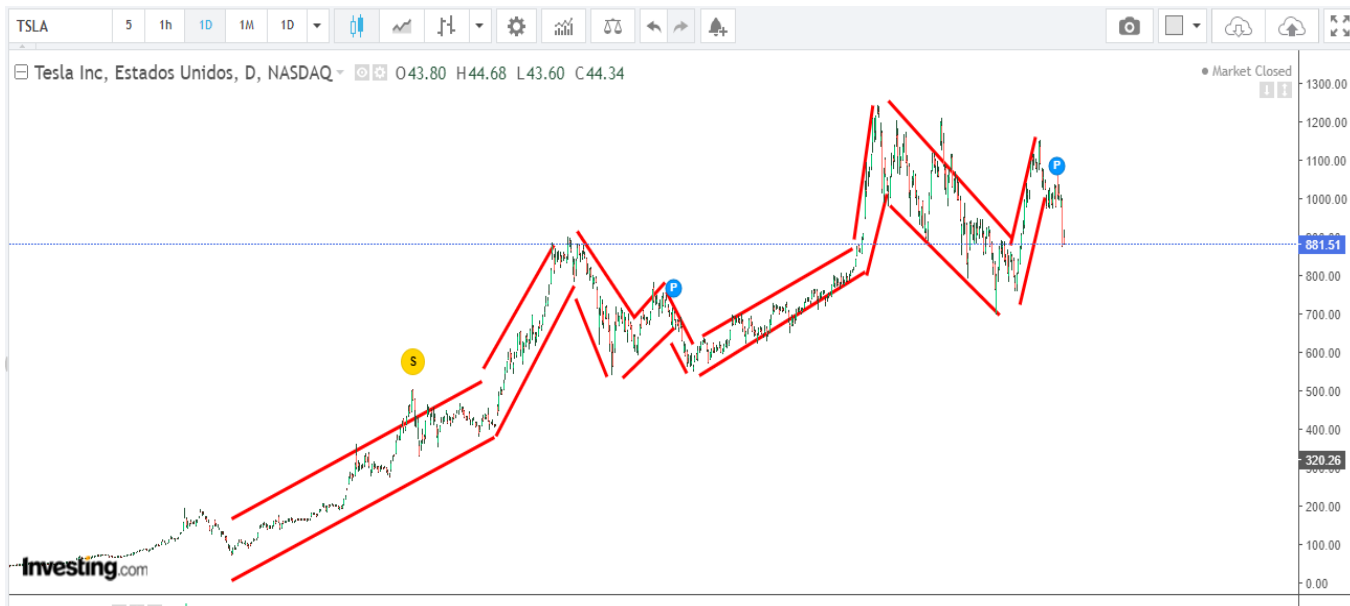 TSLA 5 1h 1D 1M 1D
Tesla Inc, Estados Unidos, D, NASDAQ O43.80 H44.68 L43.60 C44.34
Market Closed
1300.00
1200.00
1100.00
P
1000.00
881.51
800.00
P
700.00
600.00
S
500.00
400.00
320.26
200.00
100.00
Investing.com
0.00